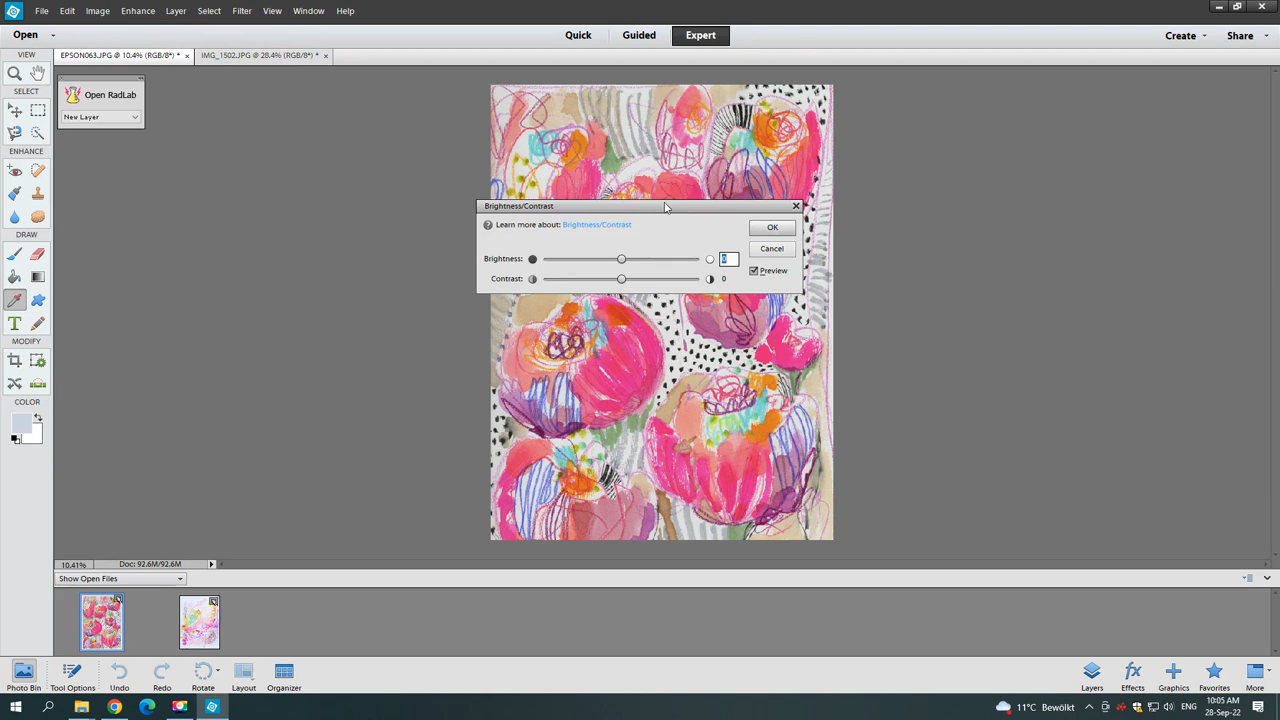 File Edit Image Enhance Layer Select Filter View Window Help
Open Quick Guided Expert Create Share
VIEW EPSON063.JPG @ 10.4% (RGB/8*) * × IMG_1502.JPG @ 28.4% (RGB/8*) * ×
Open RadLab
SELECT
New Layer
ENHANCE
Brightness/Contrast
Learn more about: Brightness/Contrast OK
DRAW
Cancel
Brightness: 0
Preview
Contrast: 0
T
MODIFY
COLOR
10.41% Doc: 92.6M/92.6M
Show Open Files
Photo Bin Tool Options Undo Redo Rotate Layout Organizer Layers Effects Graphics Favorites More
11°C Bewölkt ENG 10:05 AM
28-Sep-22